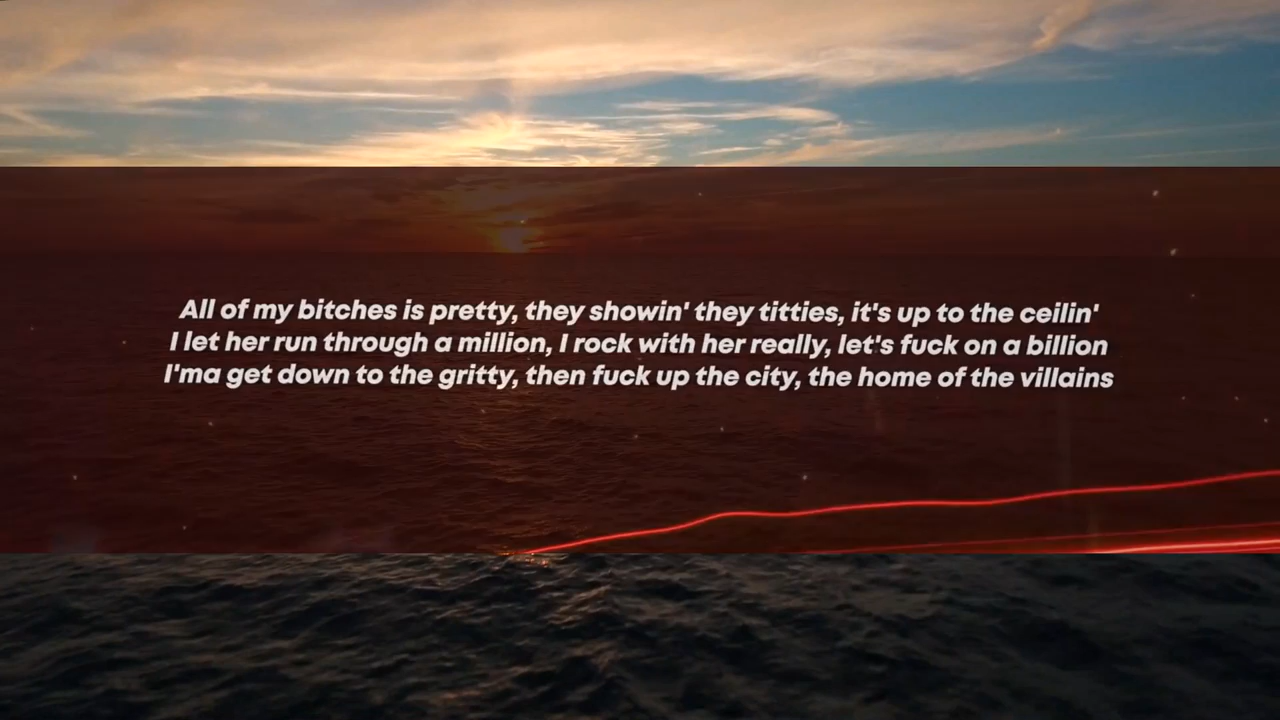 All of my bitches is pretty, they showin' they titties, it's up to the ceilin'
I let her run through a million, I rock with her really, let's fuck on a billion
I'ma get down to the gritty, then fuck up the city, the home of the villains